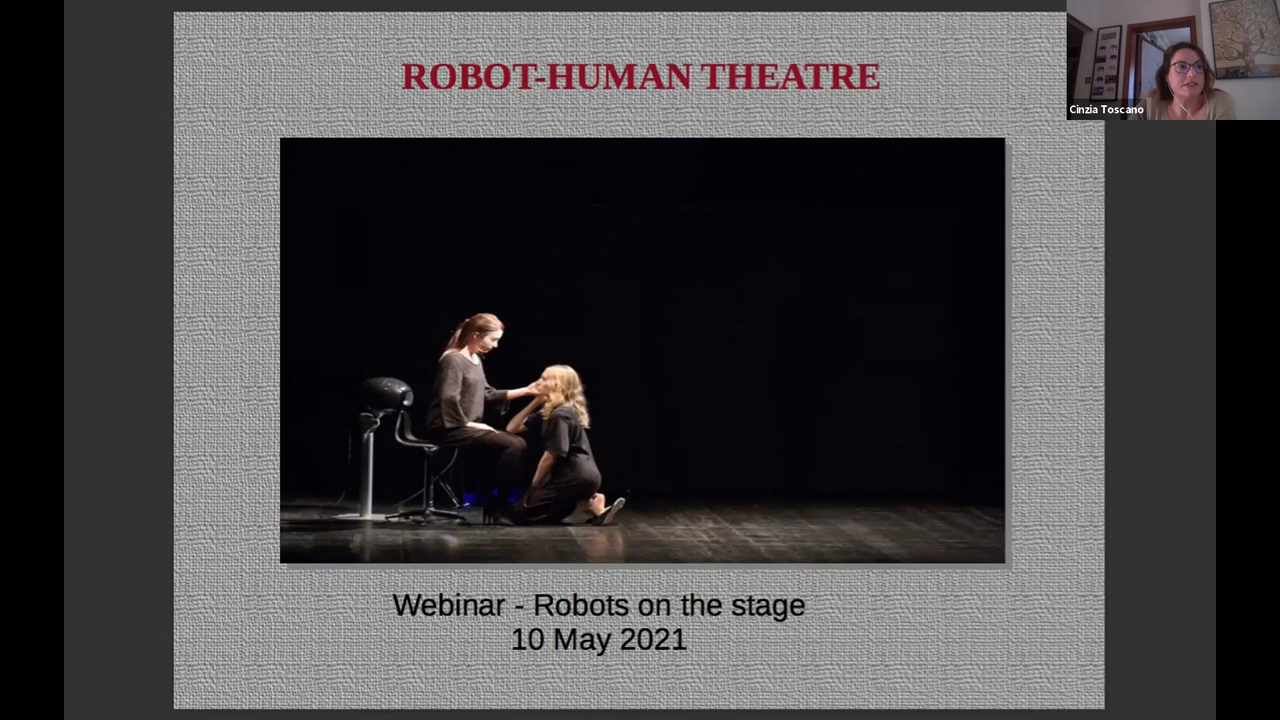 ROBOT-HUMAN THEATRE
Cinzia Toscano
Webinar - Robots on the stage
10 May 2021